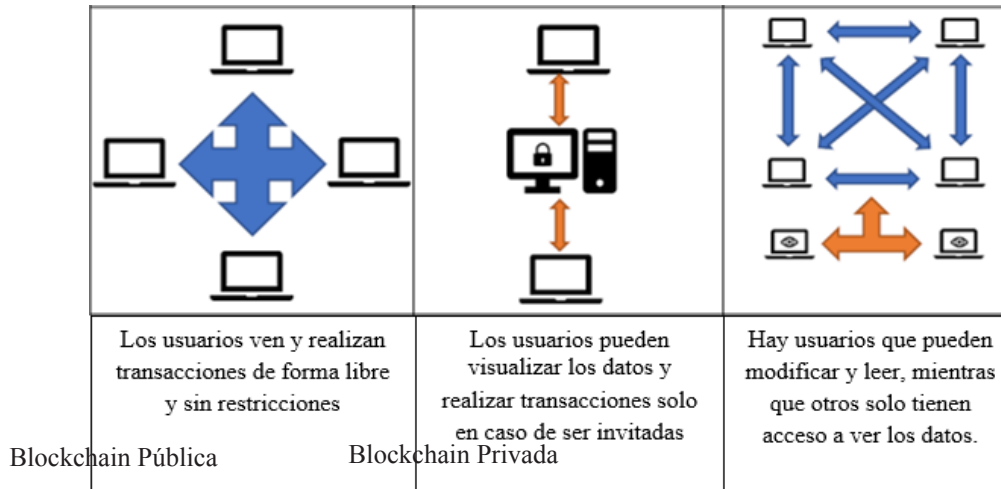 Los usuarios ven y realizan
transacciones de forma libre
y sin restricciones
Los usuarios pueden
visualizar los datos y
realizar transacciones solo
en caso de ser invitadas
Hay usuarios que pueden
modificar y leer, mientras
que otros solo tienen
acceso a ver los datos.
Blockchain Pública
Blockchain Privada